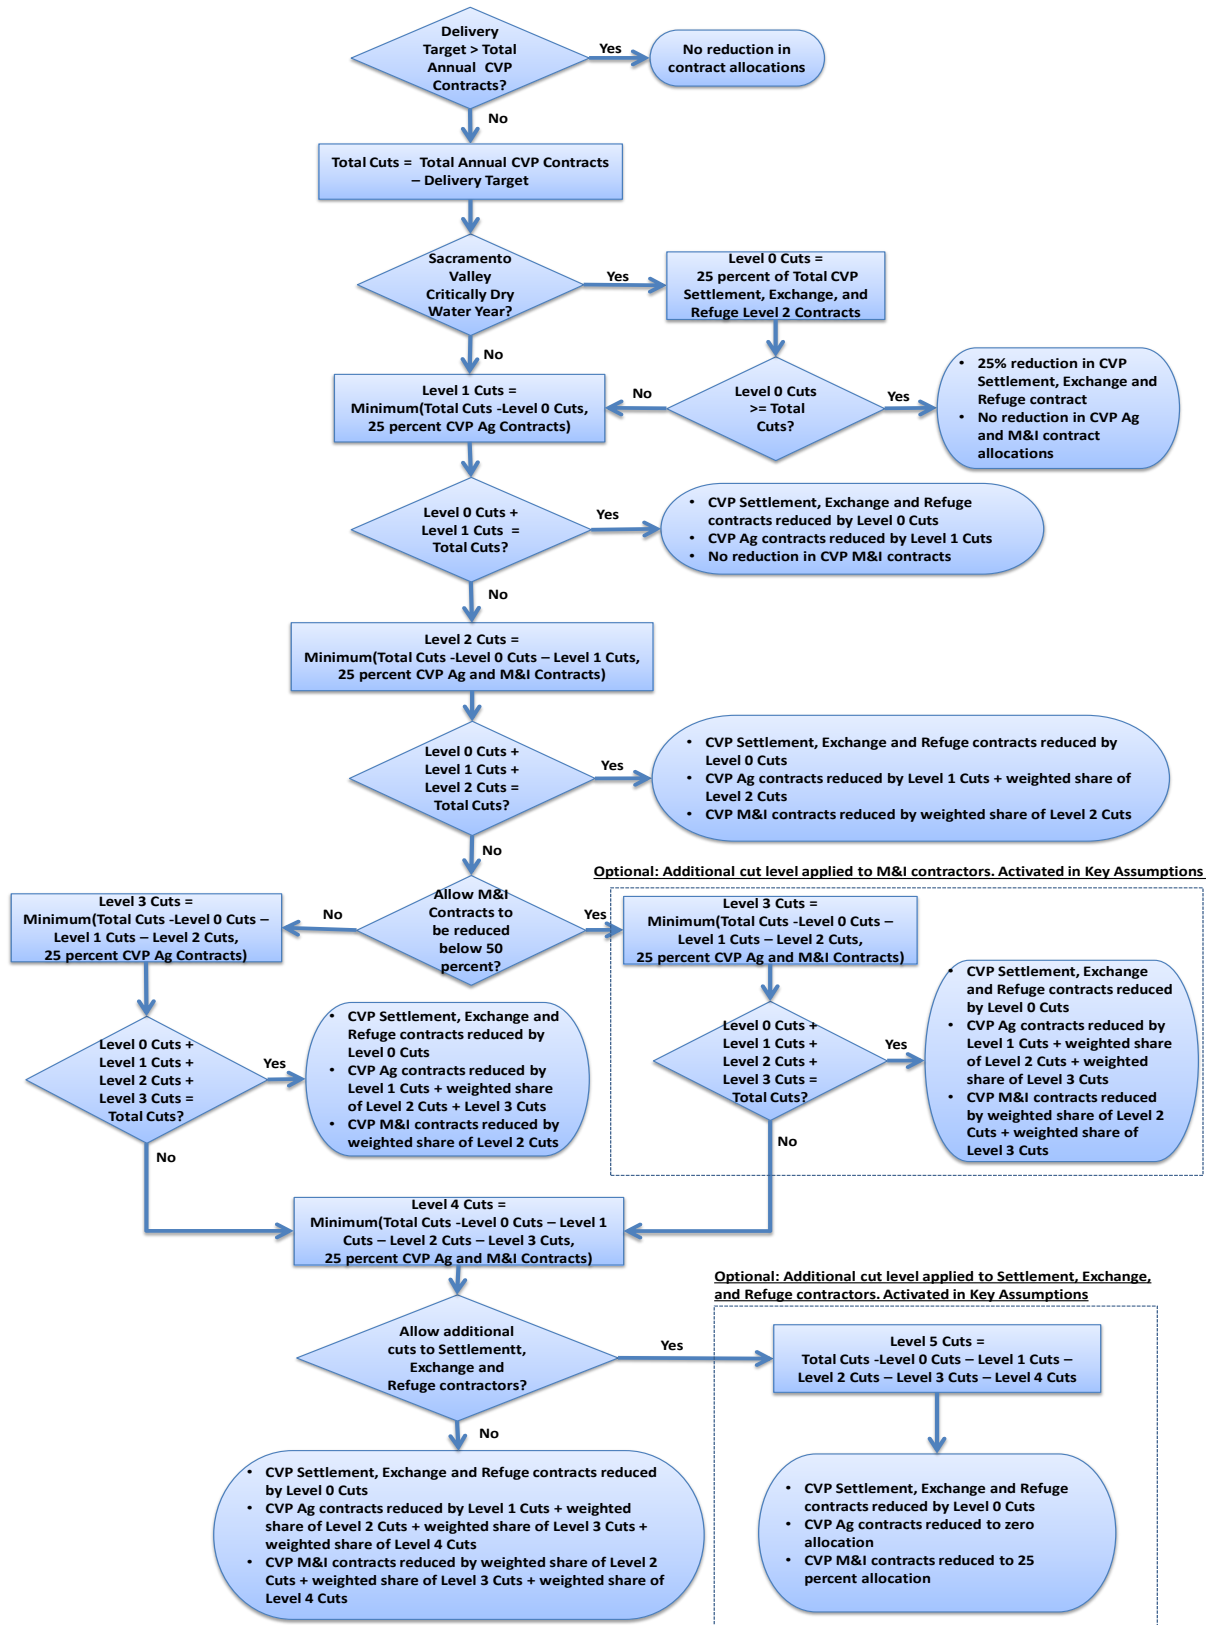 Delivery
Target > Total
Annual CVP
Contracts?
Yes
No reduction in
contract allocations
No
Total Cuts = Total Annual CVP Contracts
– Delivery Target
Sacramento
Valley
Critically Dry
Water Year?
Yes
Level 0 Cuts =
25 percent of Total CVP
Settlement, Exchange, and
Refuge Level 2 Contracts
No
Level 1 Cuts =
Minimum(Total Cuts -Level 0 Cuts,
25 percent CVP Ag Contracts)
No
Level 0 Cuts
>= Total
Cuts?
Yes
• 25% reduction in CVP
Settlement, Exchange and
Refuge contract
• No reduction in CVP Ag
and M&I contract
allocations
Level 0 Cuts +
Level 1 Cuts =
Total Cuts?
Yes
• CVP Settlement, Exchange and Refuge
contracts reduced by Level 0 Cuts
• CVP Ag contracts reduced by Level 1 Cuts
• No reduction in CVP M&I contracts
No
Level 2 Cuts =
Minimum(Total Cuts -Level 0 Cuts – Level 1 Cuts,
25 percent CVP Ag and M&I Contracts)
Level 0 Cuts +
Level 1 Cuts +
Level 2 Cuts =
Total Cuts?
Yes
• CVP Settlement, Exchange and Refuge contracts reduced by
Level 0 Cuts
• CVP Ag contracts reduced by Level 1 Cuts + weighted share of
Level 2 Cuts
• CVP M&I contracts reduced by weighted share of Level 2 Cuts
No
Optional: Additional cut level applied to M&I contractors. Activated in Key Assumptions
Allow M&I
Contracts to
be reduced
below 50
percent?
No
Level 3 Cuts =
Minimum(Total Cuts -Level 0 Cuts –
Level 1 Cuts – Level 2 Cuts,
25 percent CVP Ag Contracts)
Yes
Level 3 Cuts =
Minimum(Total Cuts -Level 0 Cuts –
Level 1 Cuts – Level 2 Cuts,
25 percent CVP Ag and M&I Contracts)
Level 0 Cuts +
Level 1 Cuts +
Level 2 Cuts +
Level 3 Cuts =
Total Cuts?
Yes
• CVP Settlement, Exchange and
Refuge contracts reduced by
Level 0 Cuts
• CVP Ag contracts reduced by
Level 1 Cuts + weighted share
of Level 2 Cuts + Level 3 Cuts
• CVP M&I contracts reduced by
weighted share of Level 2 Cuts
No
Level 0 Cuts +
Level 1 Cuts +
Level 2 Cuts +
Level 3 Cuts =
Total Cuts?
Yes
• CVP Settlement, Exchange
and Refuge contracts reduced
by Level 0 Cuts
• CVP Ag contracts reduced by
Level 1 Cuts + weighted share
of Level 2 Cuts + weighted
share of Level 3 Cuts
• CVP M&I contracts reduced
by weighted share of Level 2
Cuts + weighted share of
Level 3 Cuts
No
Level 4 Cuts =
Minimum(Total Cuts -Level 0 Cuts – Level 1
Cuts – Level 2 Cuts – Level 3 Cuts,
25 percent CVP Ag and M&I Contracts)
Optional: Additional cut level applied to Settlement, Exchange,
and Refuge contractors. Activated in Key Assumptions
Allow additional
cuts to Settlementt,
Exchange and
Refuge contractors?
Yes
Level 5 Cuts =
Total Cuts -Level 0 Cuts – Level 1 Cuts –
Level 2 Cuts – Level 3 Cuts – Level 4 Cuts
No
• CVP Settlement, Exchange and Refuge contracts reduced
by Level 0 Cuts
• CVP Ag contracts reduced by Level 1 Cuts + weighted
share of Level 2 Cuts + weighted share of Level 3 Cuts +
weighted share of Level 4 Cuts
• CVP M&I contracts reduced by weighted share of Level 2
Cuts + weighted share of Level 3 Cuts + weighted share of
Level 4 Cuts
• CVP Settlement, Exchange and Refuge
contracts reduced by Level 0 Cuts
• CVP Ag contracts reduced to zero
allocation
• CVP M&I contracts reduced to 25
percent allocation